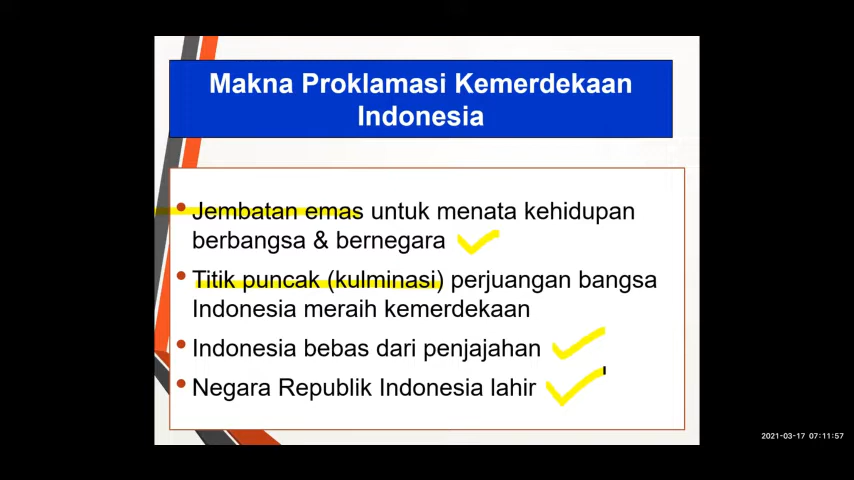 Makna Proklamasi Kemerdekaan
Indonesia
• Jembatan emas untuk menata kehidupan
berbangsa & bernegara
• Titik puncak (kulminasi) perjuangan bangsa
Indonesia meraih kemerdekaan
• Indonesia bebas dari penjajahan
• Negara Republik Indonesia lahir
2021-03-17 07:11:57